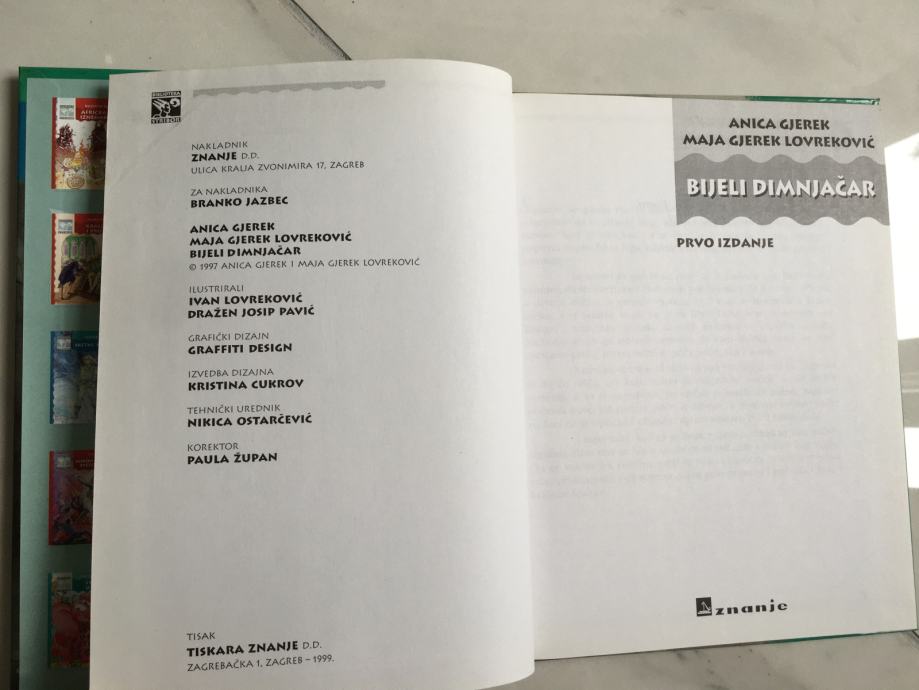 BIBLIOTEKA
STRIBOR
NAKLADNIK
ZNANJE D.D.
ULICA KRALJA ZVONIMIRA 17, ZAGREB
ZA NAKLADNIKA
BRANKO JAZBEC
ANICA GJEREK
MAJA GJEREK LOVREKOVIĆ
BIJELI DIMNJAČAR
© 1997 ANICA GJEREK I MAJA GJEREK LOVREKOVIĆ
ILUSTRIRALI
IVAN LOVREKOVIĆ
DRAŽEN JOSIP PAVIĆ
GRAFIČKI DIZAJN
GRAFFITI DESIGN
IZVEDBA DIZAJNA
KRISTINA CUKROV
TEHNIČKI UREDNIK
NIKICA OSTARČEVIĆ
KOREKTOR
PAULA ŽUPAN
TISAK
TISKARA ZNANJE D.D.
ZAGREBAČKA 1, ZAGREB – 1999.
ANICA GJEREK
MAJA GJEREK LOVREKOVIĆ
BIJELI DIMNJAČAR
PRVO IZDANJE
znanje